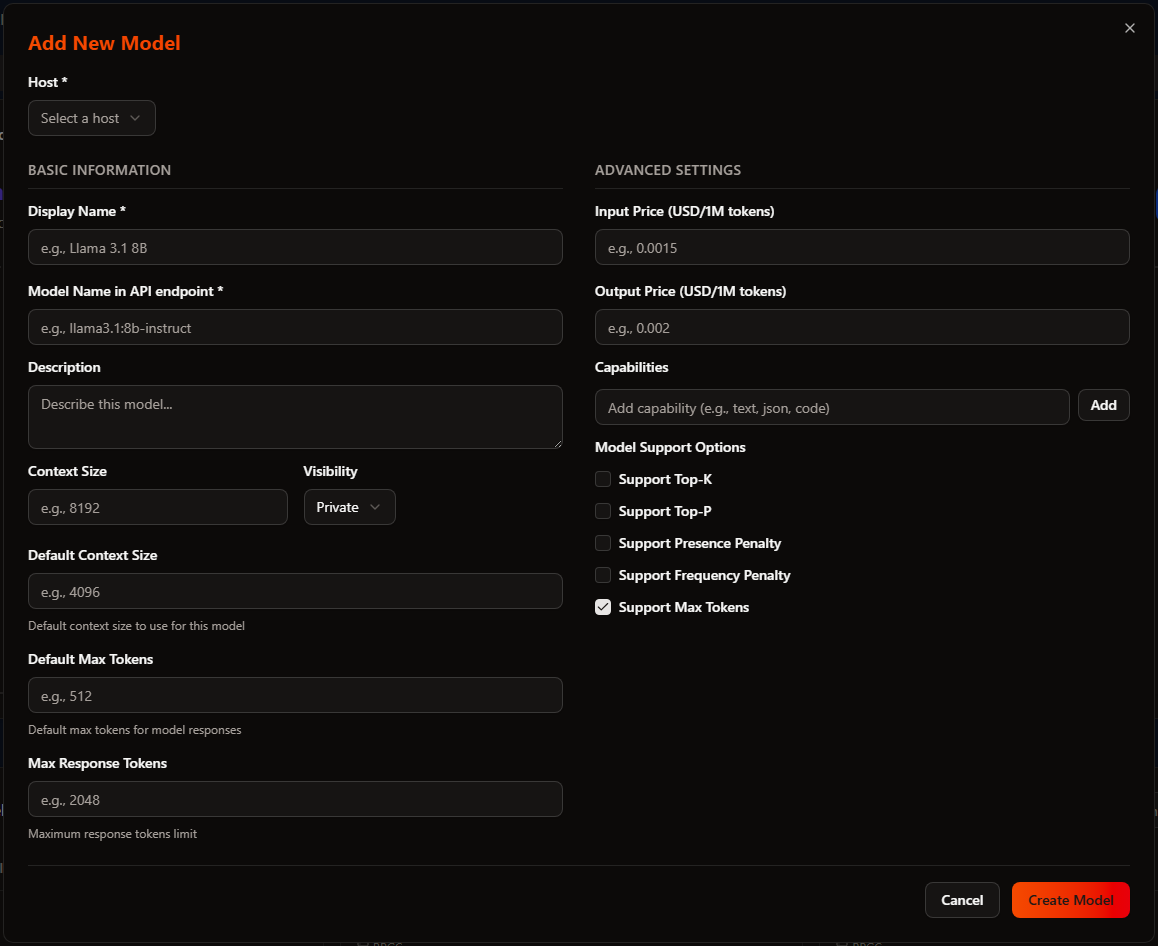 Add New Model
Host *
Select a host
BASIC INFORMATION
Display Name *
e.g., Llama 3.1 8B
Model Name in API endpoint *
e.g., llama3.1:8b-instruct
Description
Describe this model...
Context Size
Visibility
e.g., 8192
Private
Default Context Size
e.g., 4096
Default context size to use for this model
Default Max Tokens
e.g., 512
Default max tokens for model responses
Max Response Tokens
e.g., 2048
Maximum response tokens limit
ADVANCED SETTINGS
Input Price (USD/1M tokens)
e.g., 0.0015
Output Price (USD/1M tokens)
e.g., 0.002
Capabilities
Add capability (e.g., text, json, code)
Add
Model Support Options
Support Top-K
Support Top-P
Support Presence Penalty
Support Frequency Penalty
Support Max Tokens
Cancel
Create Model